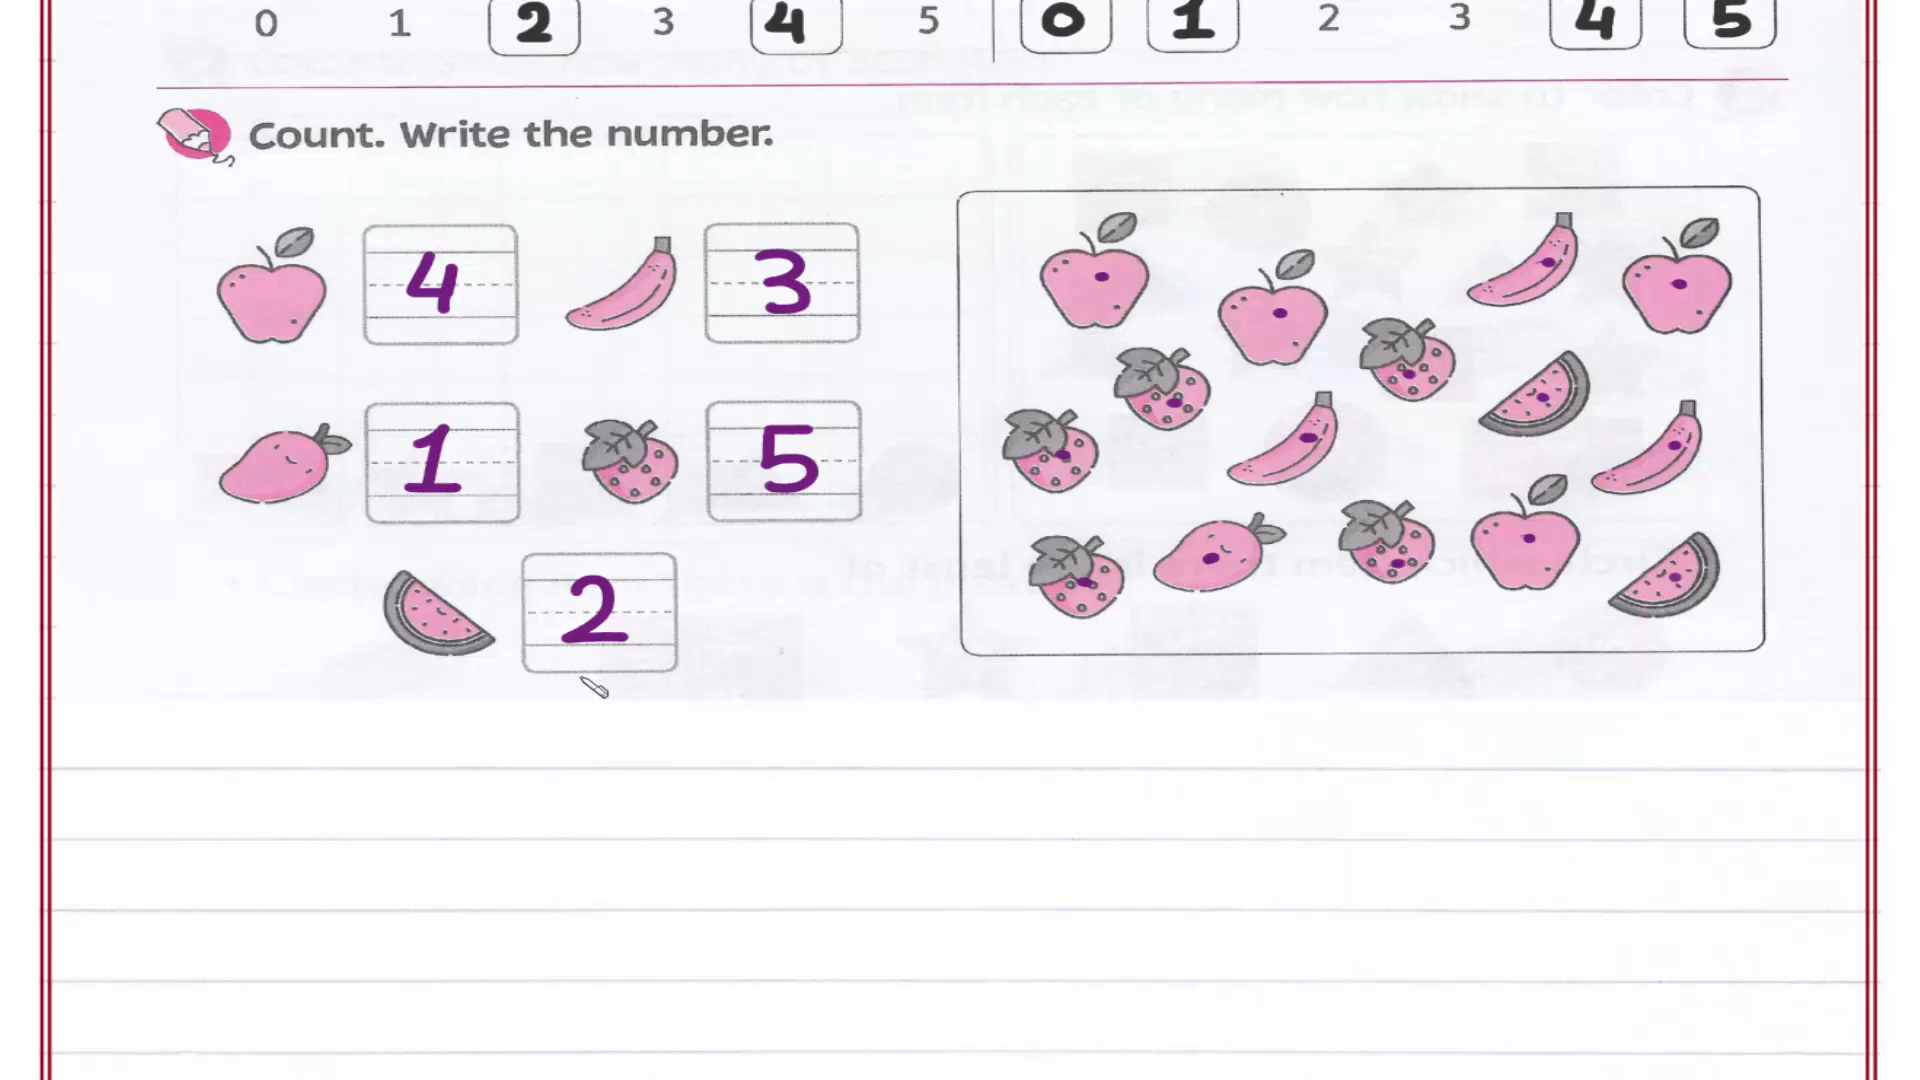 0 1 2 3 4 5 0 1 2 3 4 5
Count. Write the number.
4 3
1 5
2